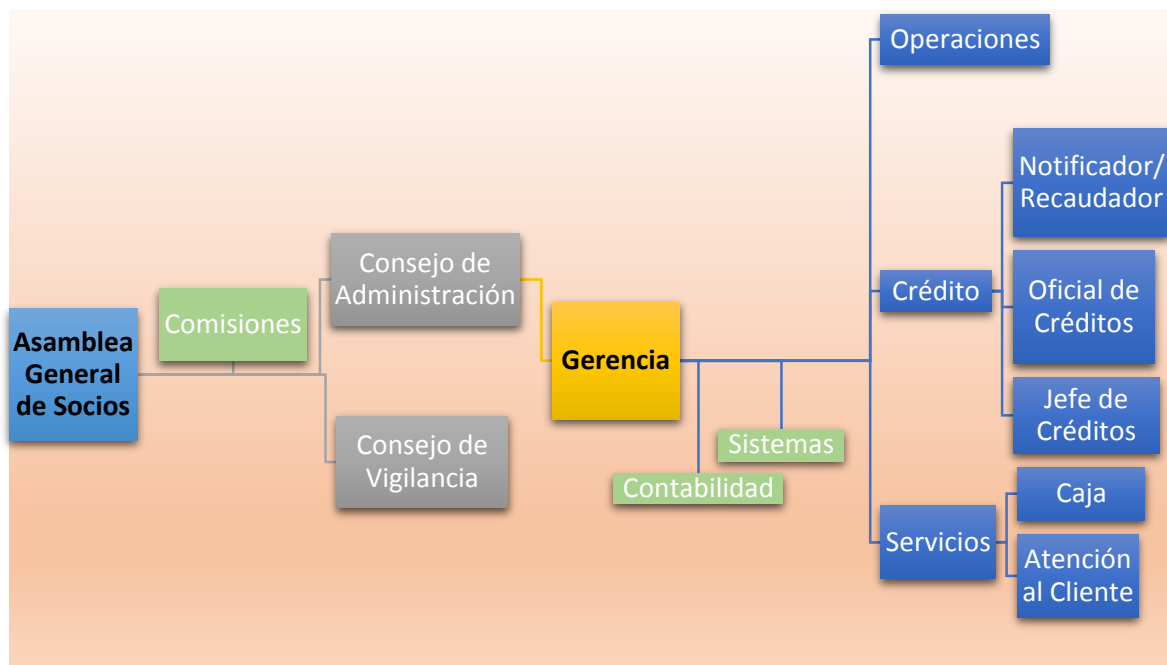 Asamblea
General
de Socios
Comisiones
Consejo de
Administración
Consejo de
Vigilancia
Gerencia
Contabilidad
Sistemas
Operaciones
Crédito
Notificador/
Recaudador
Oficial de
Créditos
Jefe de
Créditos
Servicios
Caja
Atención
al Cliente